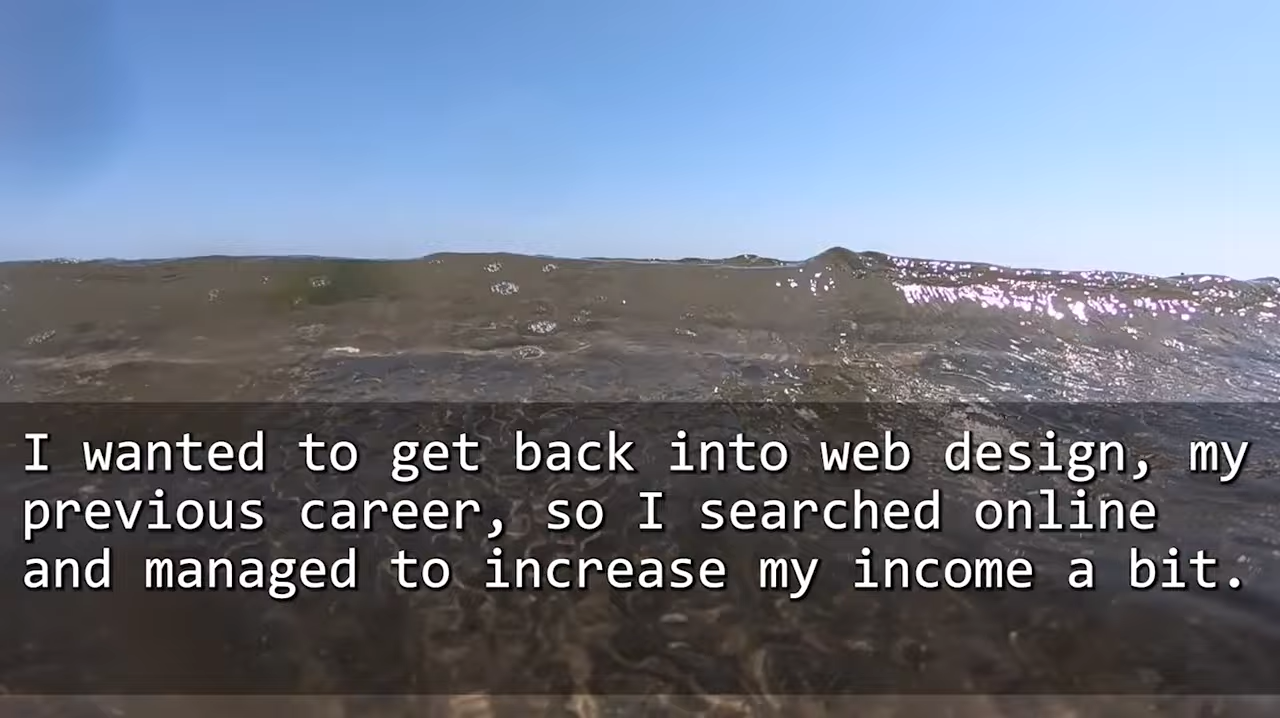 I wanted to get back into web design, my
previous career, so I searched online
and managed to increase my income a bit.